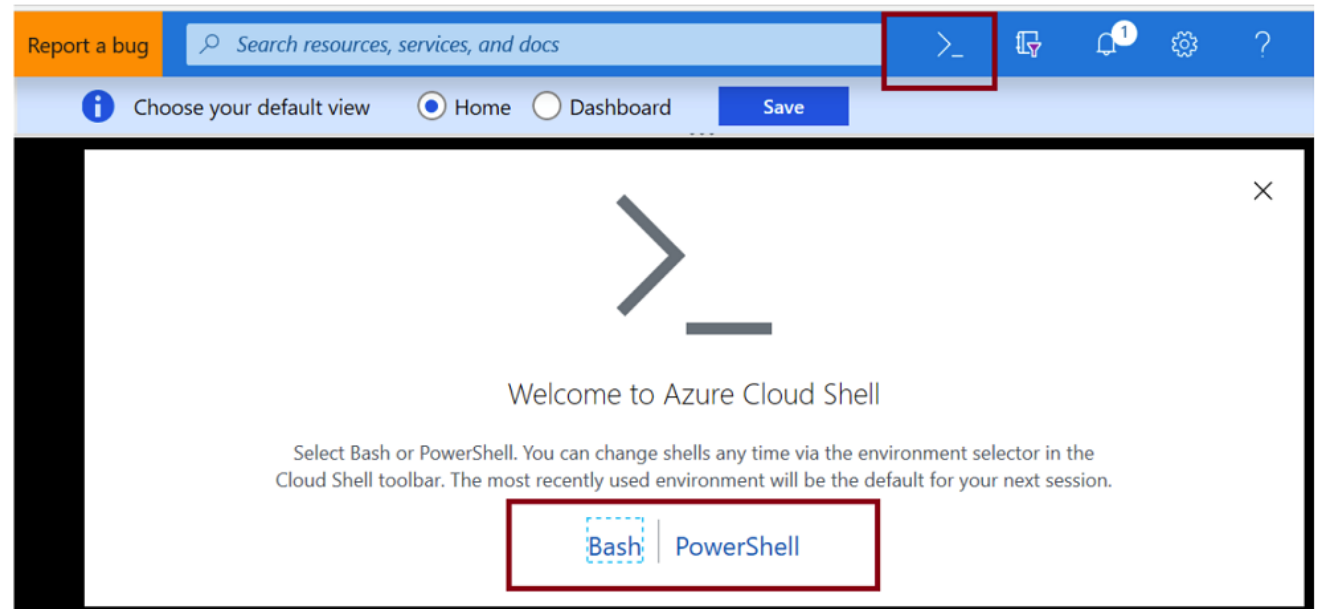 Report a bug
Search resources, services, and docs
1
Choose your default view Home Dashboard Save
Welcome to Azure Cloud Shell
Select Bash or PowerShell. You can change shells any time via the environment selector in the
Cloud Shell toolbar. The most recently used environment will be the default for your next session.
Bash PowerShell